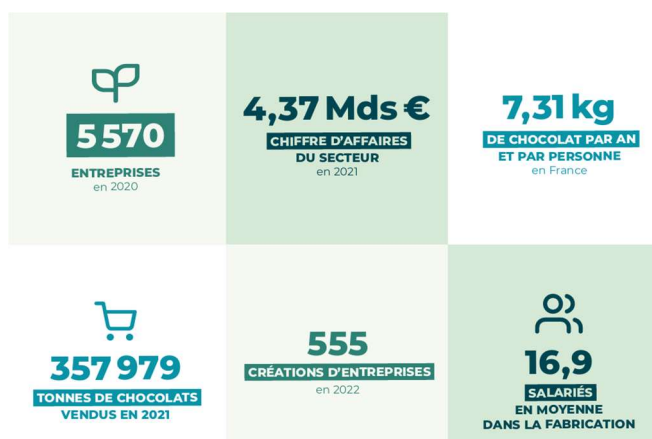 5 570
ENTREPRISES
en 2020
4,37 Mds €
CHIFFRE D'AFFAIRES
DU SECTEUR
en 2021
7,31 kg
DE CHOCOLAT PAR AN
ET PAR PERSONNE
en France
357 979
TONNES DE CHOCOLATS
VENDUS EN 2021
555
CRÉATIONS D'ENTREPRISES
en 2022
16,9
SALARIÉS
EN MOYENNE
DANS LA FABRICATION